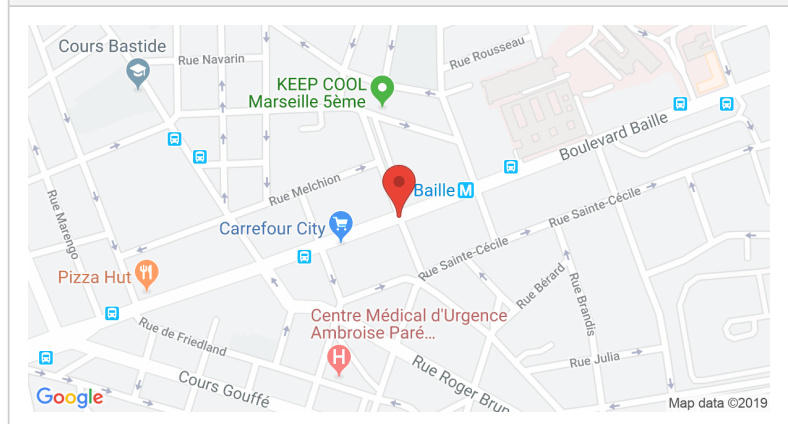 Cours Bastide
Rue Navarin
Rue Rousseau
KEEP COOL
Marseille 5ème
Boulevard Baille
Rue Melchion
Baille M
Rue Marengo
Rue Sainte-Cécile
Carrefour City
Rue Sainte-Cécile
Pizza Hut
Rue Bérard
Rue Brandis
Centre Médical d'Urgence
Ambroise Paré...
Rue de Friedland
Rue Julia
H
Cours Gouffé
Rue Roger Brun
Google
Map data ©2019